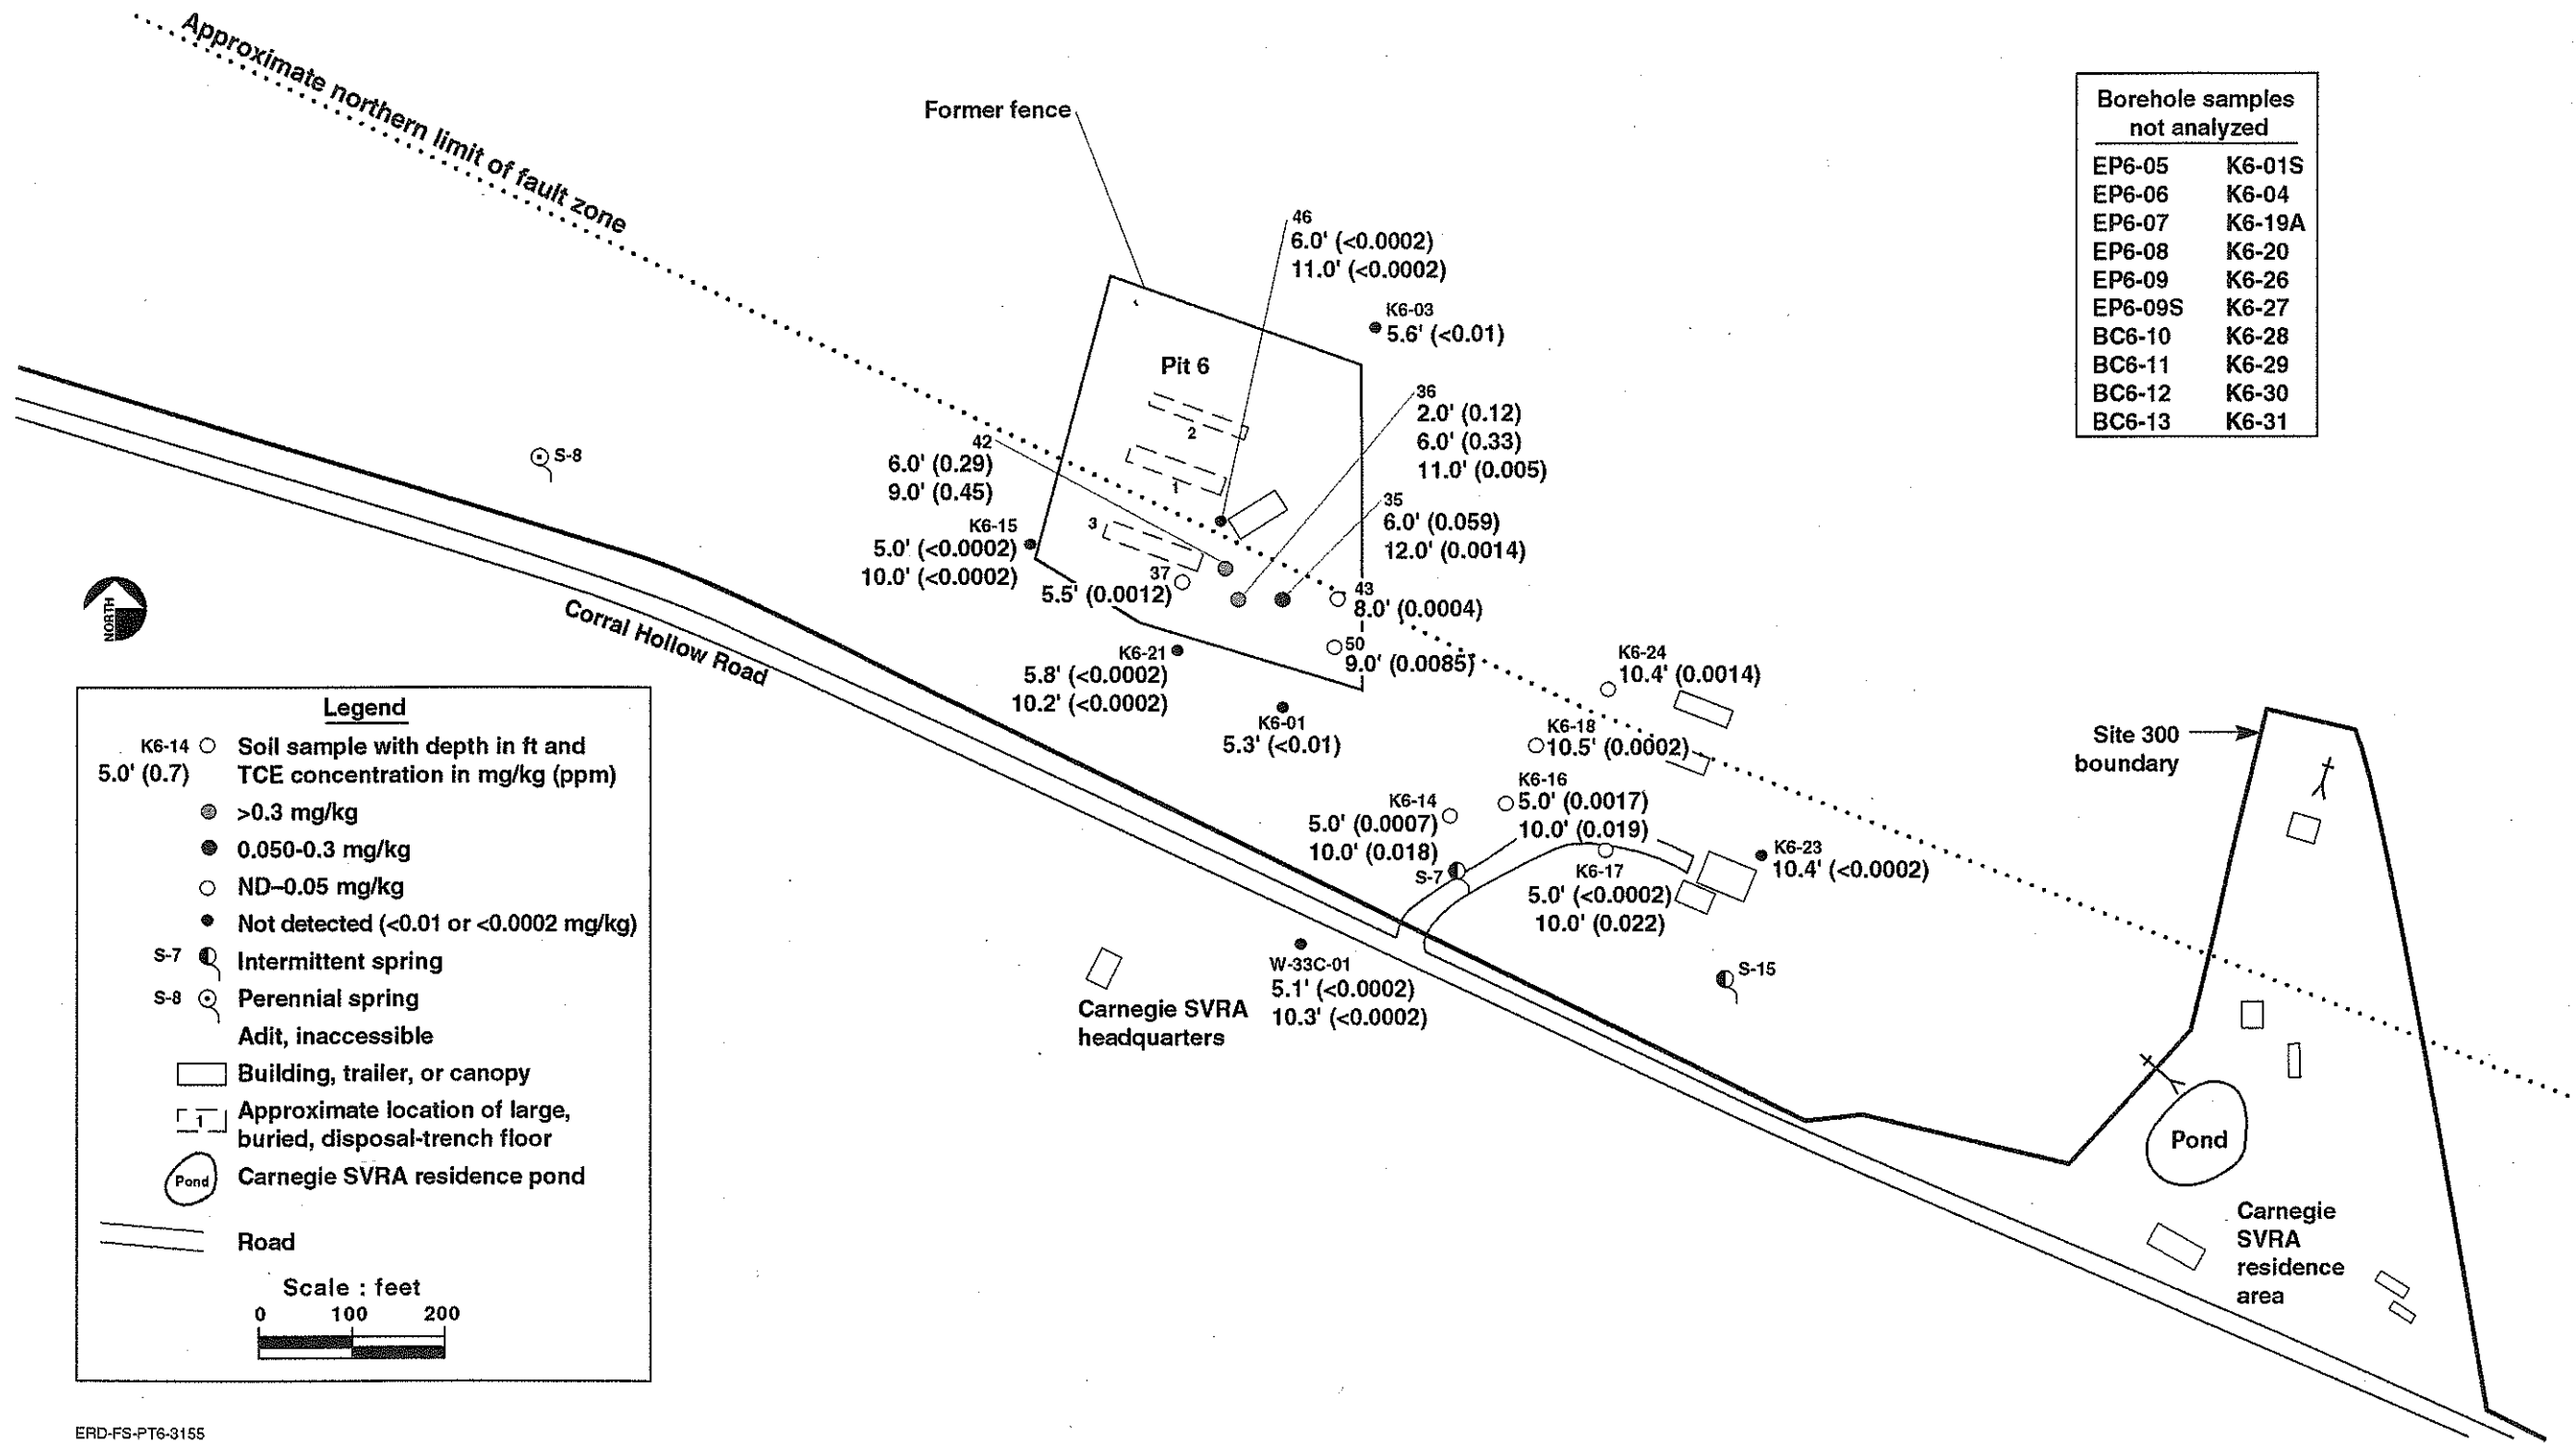 Approximate northern limit of fault zone
Former fence
Borehole samples
not analyzed
EP6-05 K6-01S
EP6-06 K6-04
EP6-07 K6-19A
EP6-08 K6-20
EP6-09 K6-26
EP6-09S K6-27
BC6-10 K6-28
BC6-11 K6-29
BC6-12 K6-30
BC6-13 K6-31
46
6.0' (<0.0002)
11.0' (<0.0002)
K6-03
5.6' (<0.01)
Pit 6
2
1
3
36
2.0' (0.12)
6.0' (0.33)
11.0' (0.005)
42
6.0' (0.29)
9.0' (0.45)
35
6.0' (0.059)
12.0' (0.0014)
K6-15
5.0' (<0.0002)
10.0' (<0.0002)
37
5.5' (0.0012)
43
8.0' (0.0004)
50
9.0' (0.0085)
S-8
NORTH
Corral Hollow Road
K6-21
5.8' (<0.0002)
10.2' (<0.0002)
K6-01
5.3' (<0.01)
K6-24
10.4' (0.0014)
K6-18
10.5' (0.0002)
K6-16
5.0' (0.0017)
10.0' (0.019)
K6-14
5.0' (0.0007)
10.0' (0.018)
S-7
K6-17
5.0' (<0.0002)
10.0' (0.022)
K6-23
10.4' (<0.0002)
S-15
W-33C-01
5.1' (<0.0002)
10.3' (<0.0002)
Carnegie SVRA
headquarters
Site 300
boundary
Pond
Carnegie
SVRA
residence
area
Legend
K6-14 Soil sample with depth in ft and
5.0' (0.7) TCE concentration in mg/kg (ppm)
>0.3 mg/kg
0.050-0.3 mg/kg
ND–0.05 mg/kg
Not detected (<0.01 or <0.0002 mg/kg)
S-7 Intermittent spring
S-8 Perennial spring
Adit, inaccessible
Building, trailer, or canopy
1 Approximate location of large,
buried, disposal-trench floor
Pond Carnegie SVRA residence pond
Road
Scale : feet
0 100 200
ERD-FS-PT6-3155